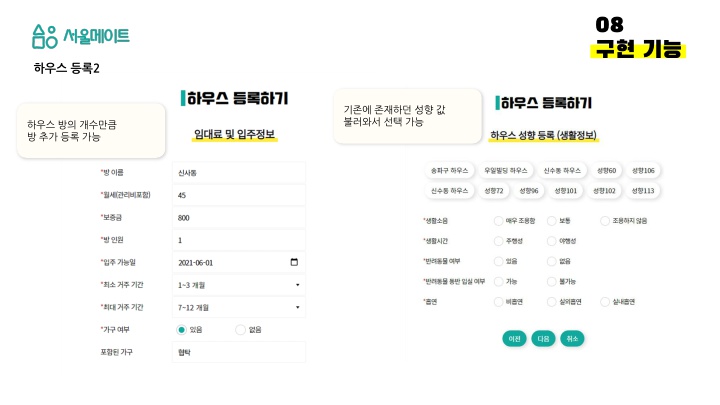 서울메이트
08
구현 기능
하우스 등록2
하우스 방의 개수만큼
방 추가 등록 가능
하우스 등록하기
임대료 및 입주정보
*방 이름 신사동
*월세(관리비포함) 45
*보증금 800
*방 인원 1
*입주 가능일 2021-06-01
*최소 거주 기간 1~3 개월
*최대 거주 기간 7~12 개월
*가구 여부 있음 없음
포함된 가구 협탁
기존에 존재하던 성향 값
불러와서 선택 가능
하우스 등록하기
하우스 성향 등록 (생활정보)
송파구 하우스 우일빌딩 하우스 신수동 하우스 성향60 성향106
신수동 하우스 성향72 성향96 성향101 성향102 성향113
*생활소음 매우 조용함 보통 조용하지 않음
*생활시간 주행성 야행성
*반려동물 여부 있음 없음
*반려동물 동반 입실 여부 가능 불가능
*흡연 비흡연 실외흡연 실내흡연
이전 다음 취소